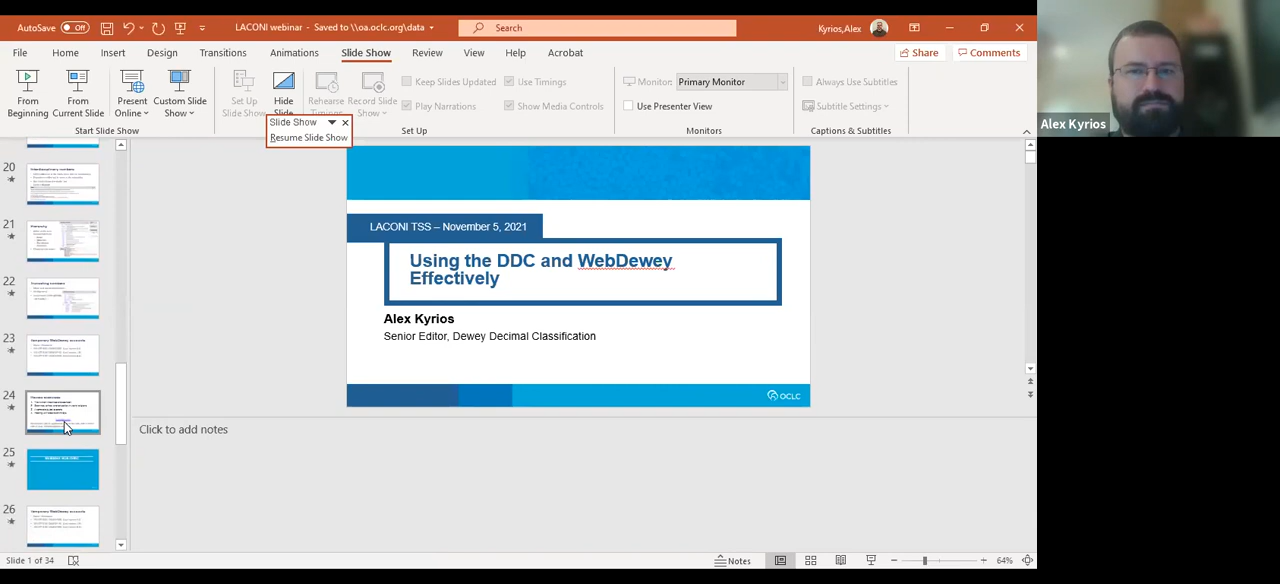 AutoSave Off LACONI webinar - Saved to \\oa.oclc.org\data Search Kyrios,Alex
File Home Insert Design Transitions Animations Slide Show Review View Help Acrobat Share Comments
From Beginning
From Current Slide
Present Online
Custom Slide Show
Set Up Slide Show
Hide Slide
Rehearse Timings
Record Slide Show
Keep Slides Updated
Play Narrations
Use Timings
Show Media Controls
Monitor: Primary Monitor
Use Presenter View
Always Use Subtitles
Subtitle Settings
Start Slide Show Set Up Monitors Captions & Subtitles
Slide Show
Resume Slide Show
Alex Kyrios
20
21
22
23
24
25
26
LACONI TSS – November 5, 2021
Using the DDC and WebDewey
Effectively
Alex Kyrios
Senior Editor, Dewey Decimal Classification
OCLC
Click to add notes
Slide 1 of 34 Notes 64%